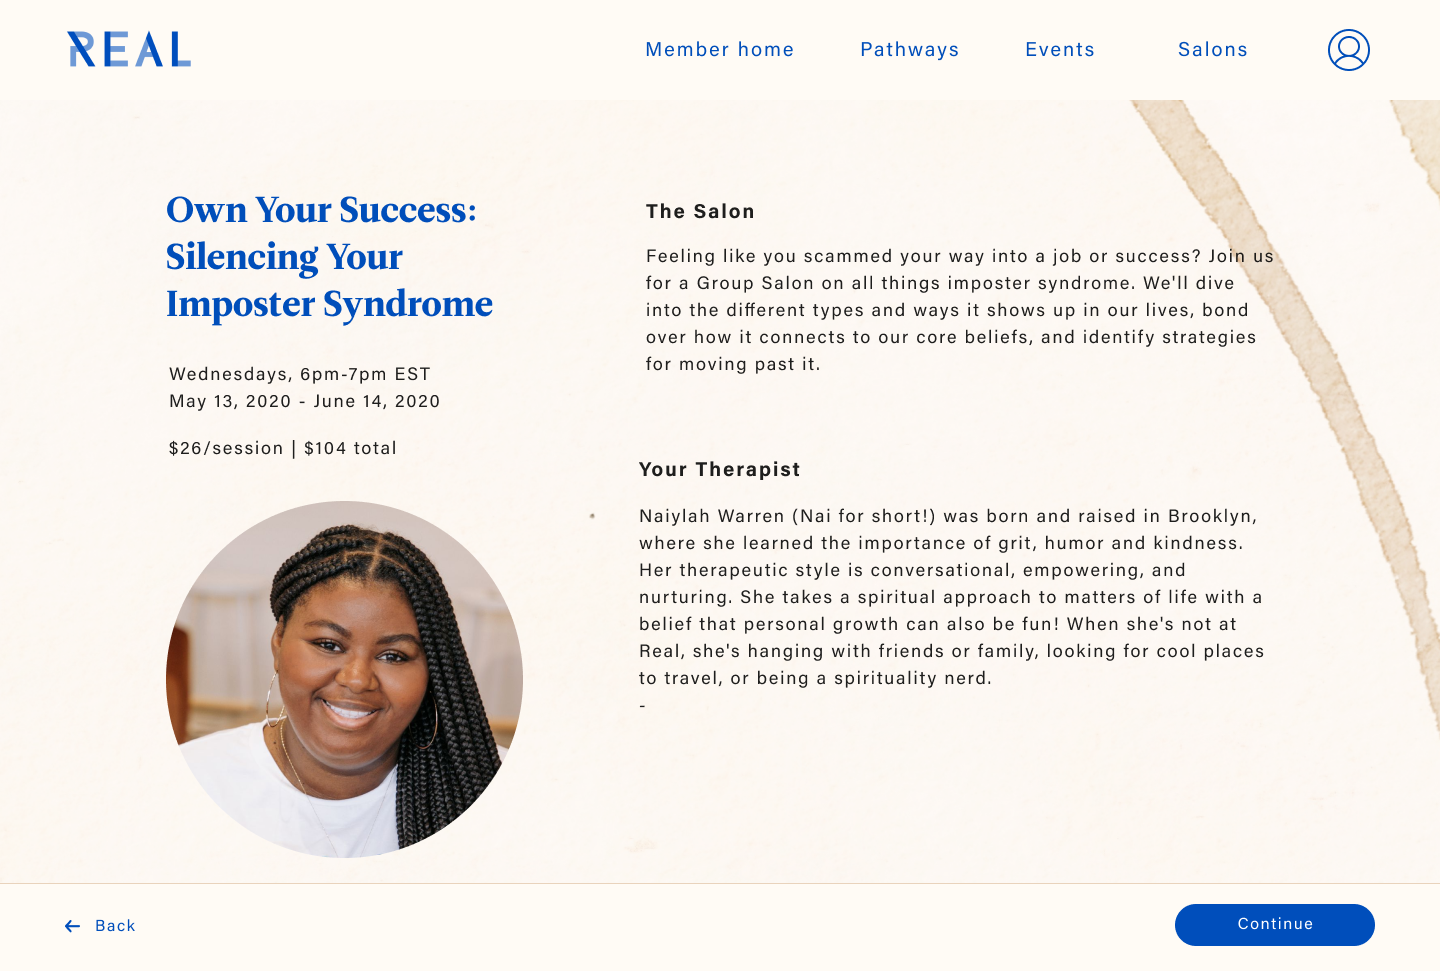 REAL
Member home
Pathways
Events
Salons
Own Your Success:
Silencing Your
Imposter Syndrome
Wednesdays, 6pm-7pm EST
May 13, 2020 - June 14, 2020
$26/session | $104 total
The Salon
Feeling like you scammed your way into a job or success? Join us
for a Group Salon on all things imposter syndrome. We'll dive
into the different types and ways it shows up in our lives, bond
over how it connects to our core beliefs, and identify strategies
for moving past it.
Your Therapist
Naiylah Warren (Nai for short!) was born and raised in Brooklyn,
where she learned the importance of grit, humor and kindness.
Her therapeutic style is conversational, empowering, and
nurturing. She takes a spiritual approach to matters of life with a
belief that personal growth can also be fun! When she's not at
Real, she's hanging with friends or family, looking for cool places
to travel, or being a spirituality nerd.
-
Back
Continue